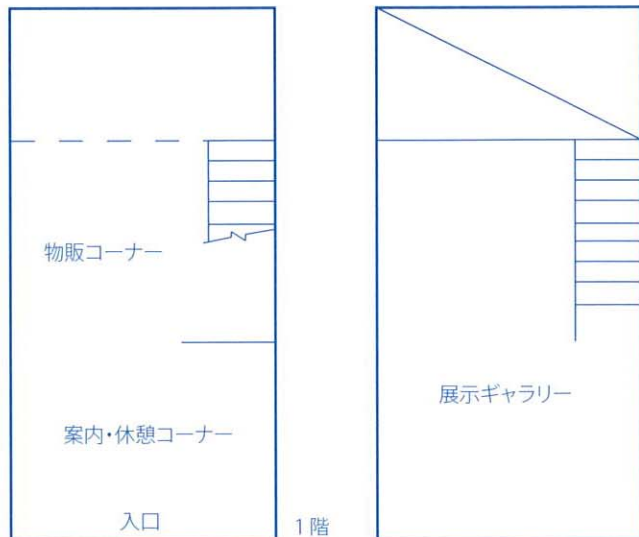 物販コーナー
案内・休憩コーナー
入口
1階
展示ギャラリー